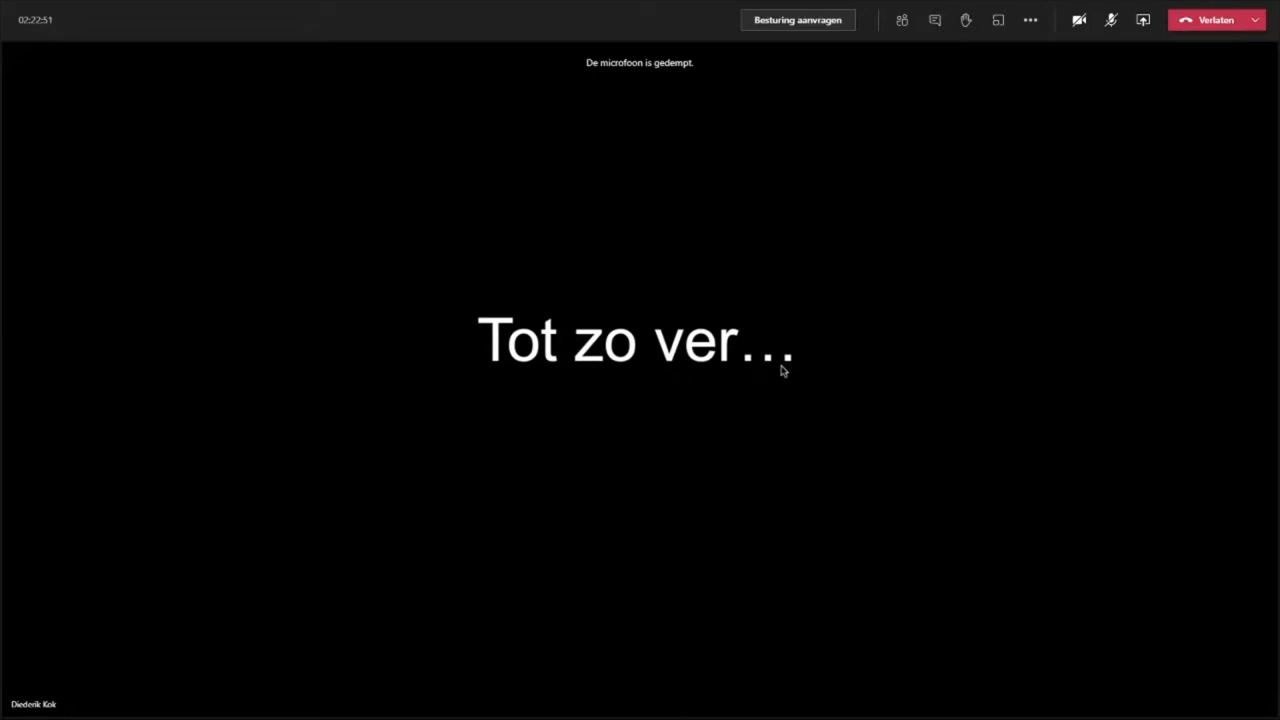 02:22:51
Besturing aanvragen
Verlaten
De microfoon is gedempt.
Tot zo ver...
Diederik Kok